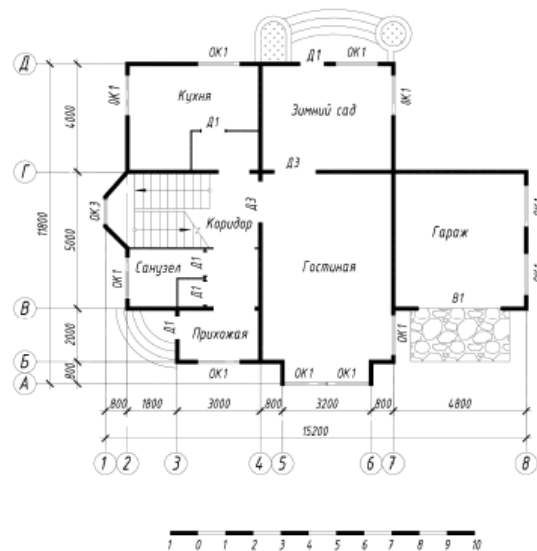 ОК1
Д1
ОК1
Д
Кухня
ОК1
ОК1
Зимний сад
4000
Д1
Г
Д3
11800
ОК3
Д3
Коридор
Гараж
ОК1
5000
Гостиная
Санузел
Д1
ОК1
ОК1
Д1
В1
В
Д1
Прихожая
ОК1
2000
Б
ОК1
ОК1
ОК1
А
800
800
1800
3000
800
3200
800
4800
15200
1
2
3
4
5
6
7
8
1
0
1
2
3
4
5
6
7
8
9
10